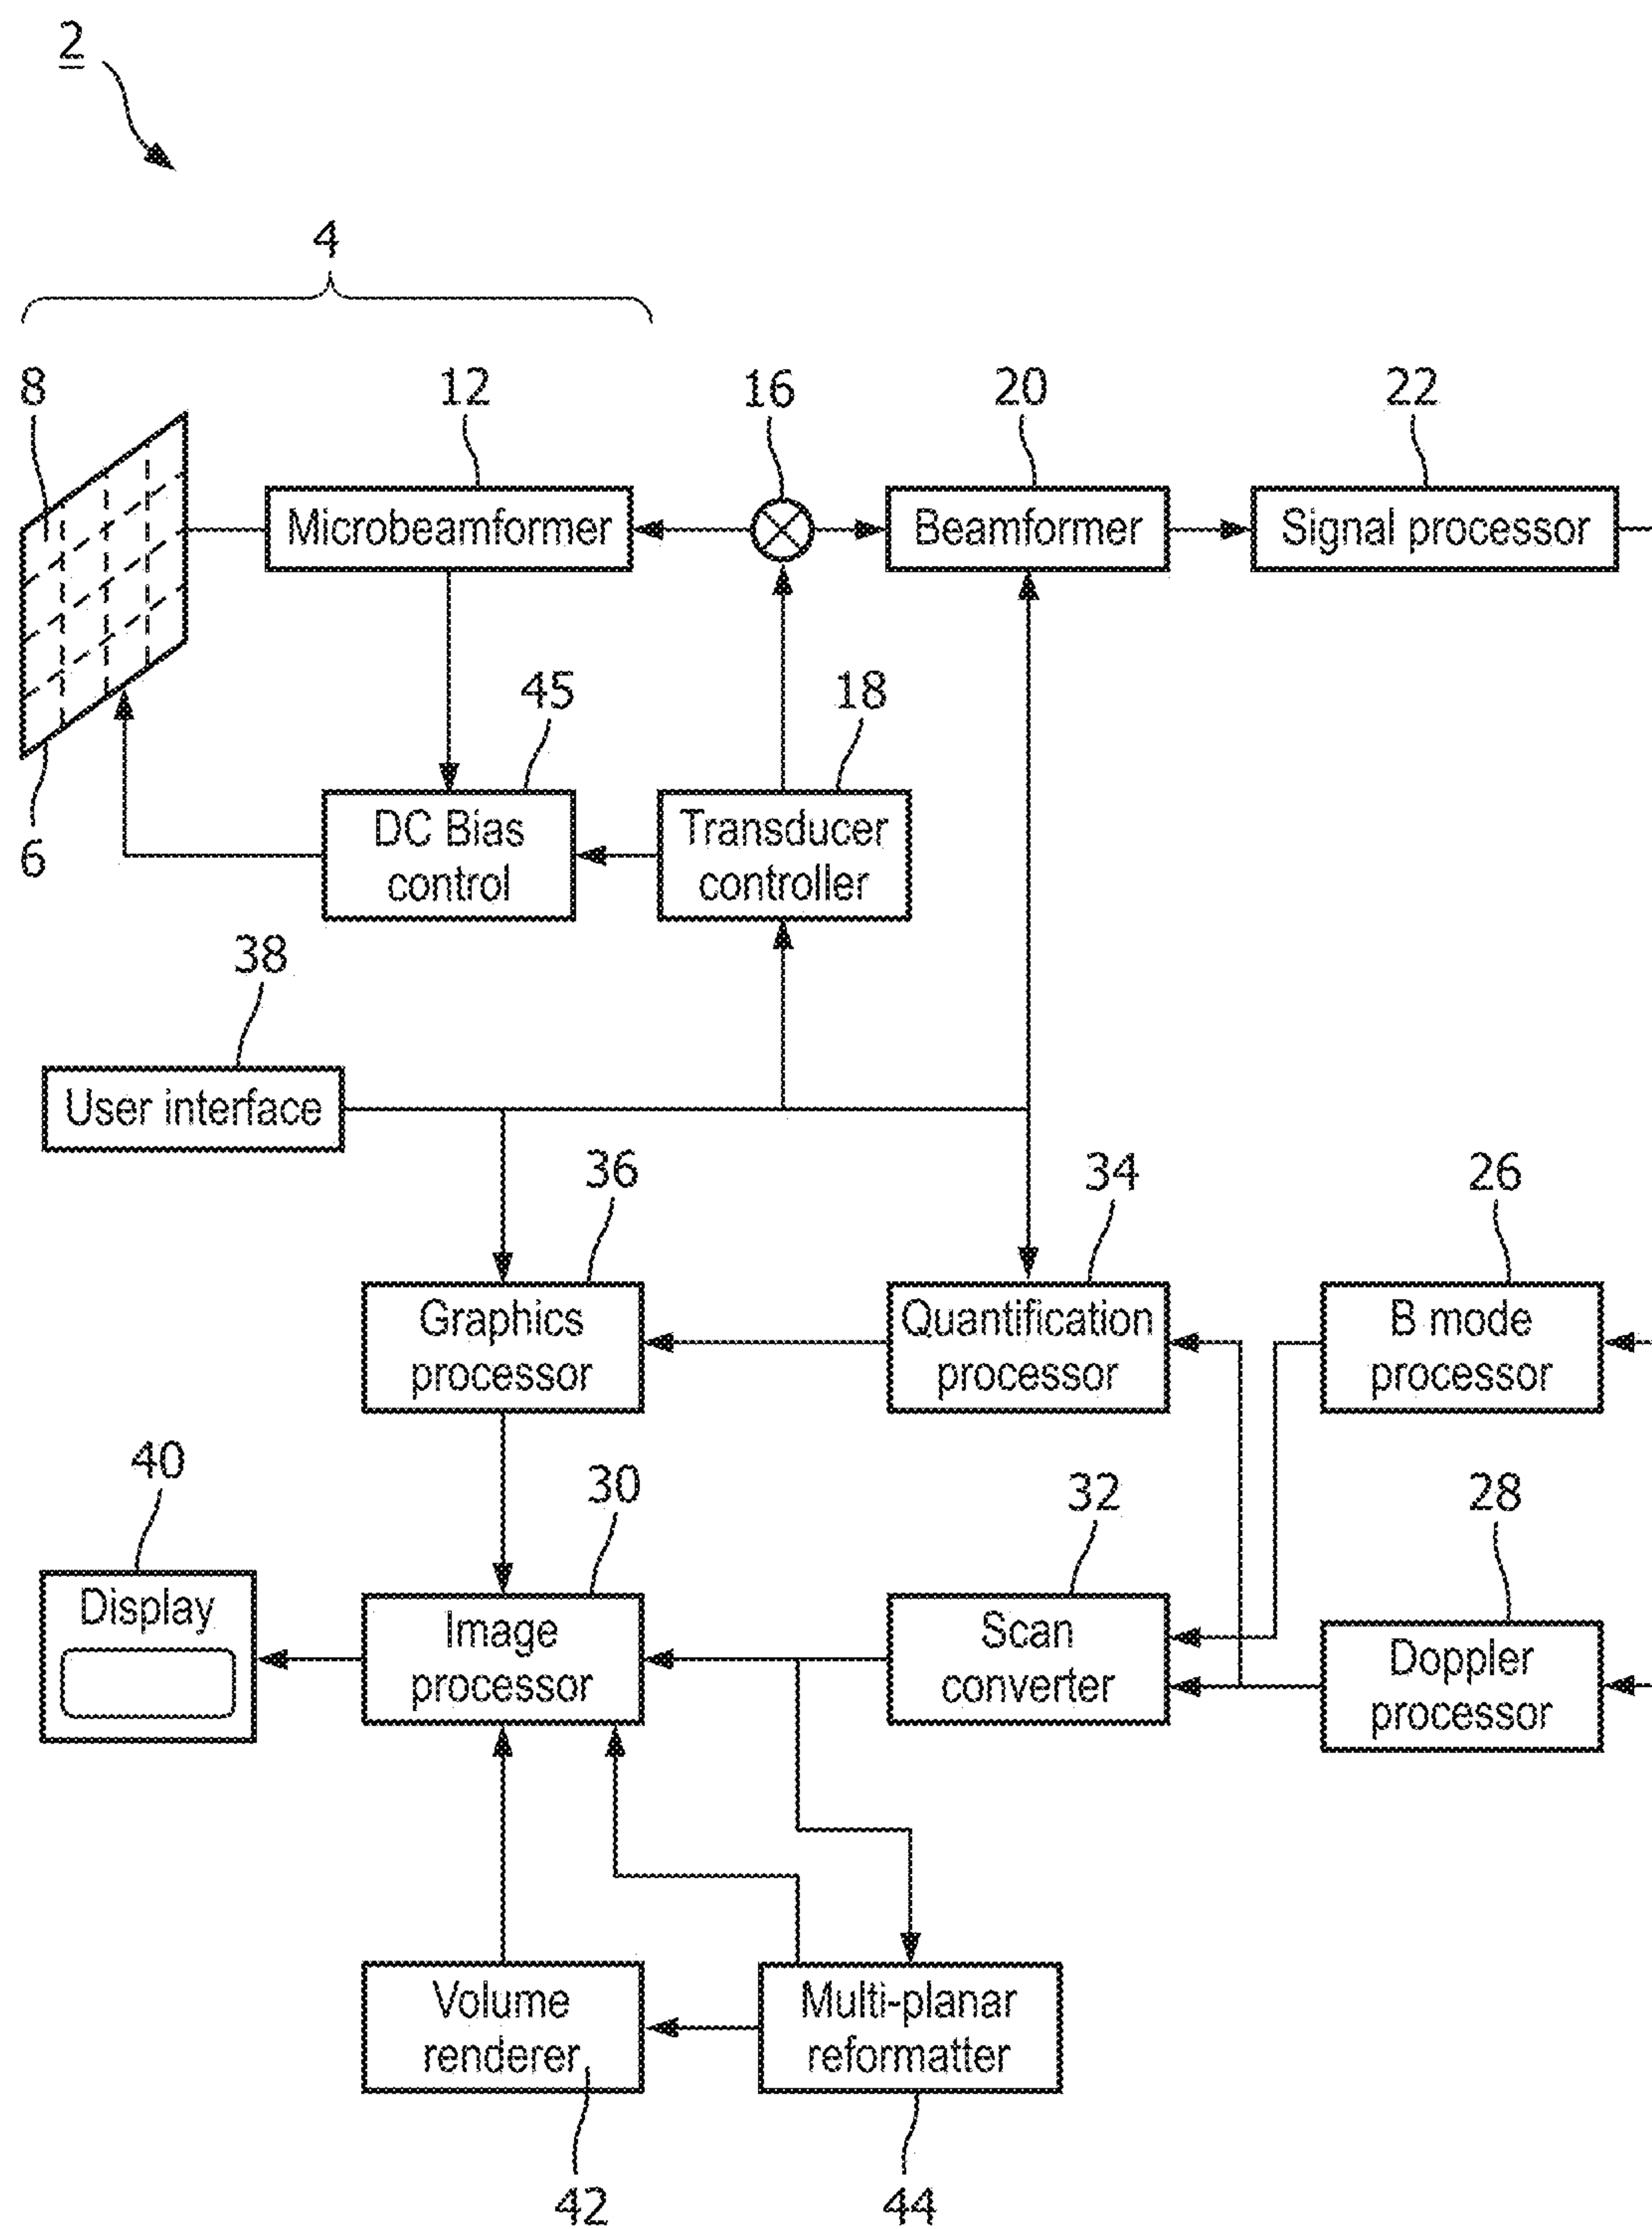 2
4
8
12
16
20
22
Microbeamformer
Beamformer
Signal processor
45
18
6
DC Bias
control
Transducer
controller
38
User interface
36
34
26
Graphics
processor
Quantification
processor
B mode
processor
40
30
32
28
Display
Image
processor
Scan
converter
Doppler
processor
Volume
renderer
Multi-planar
reformatter
42
44